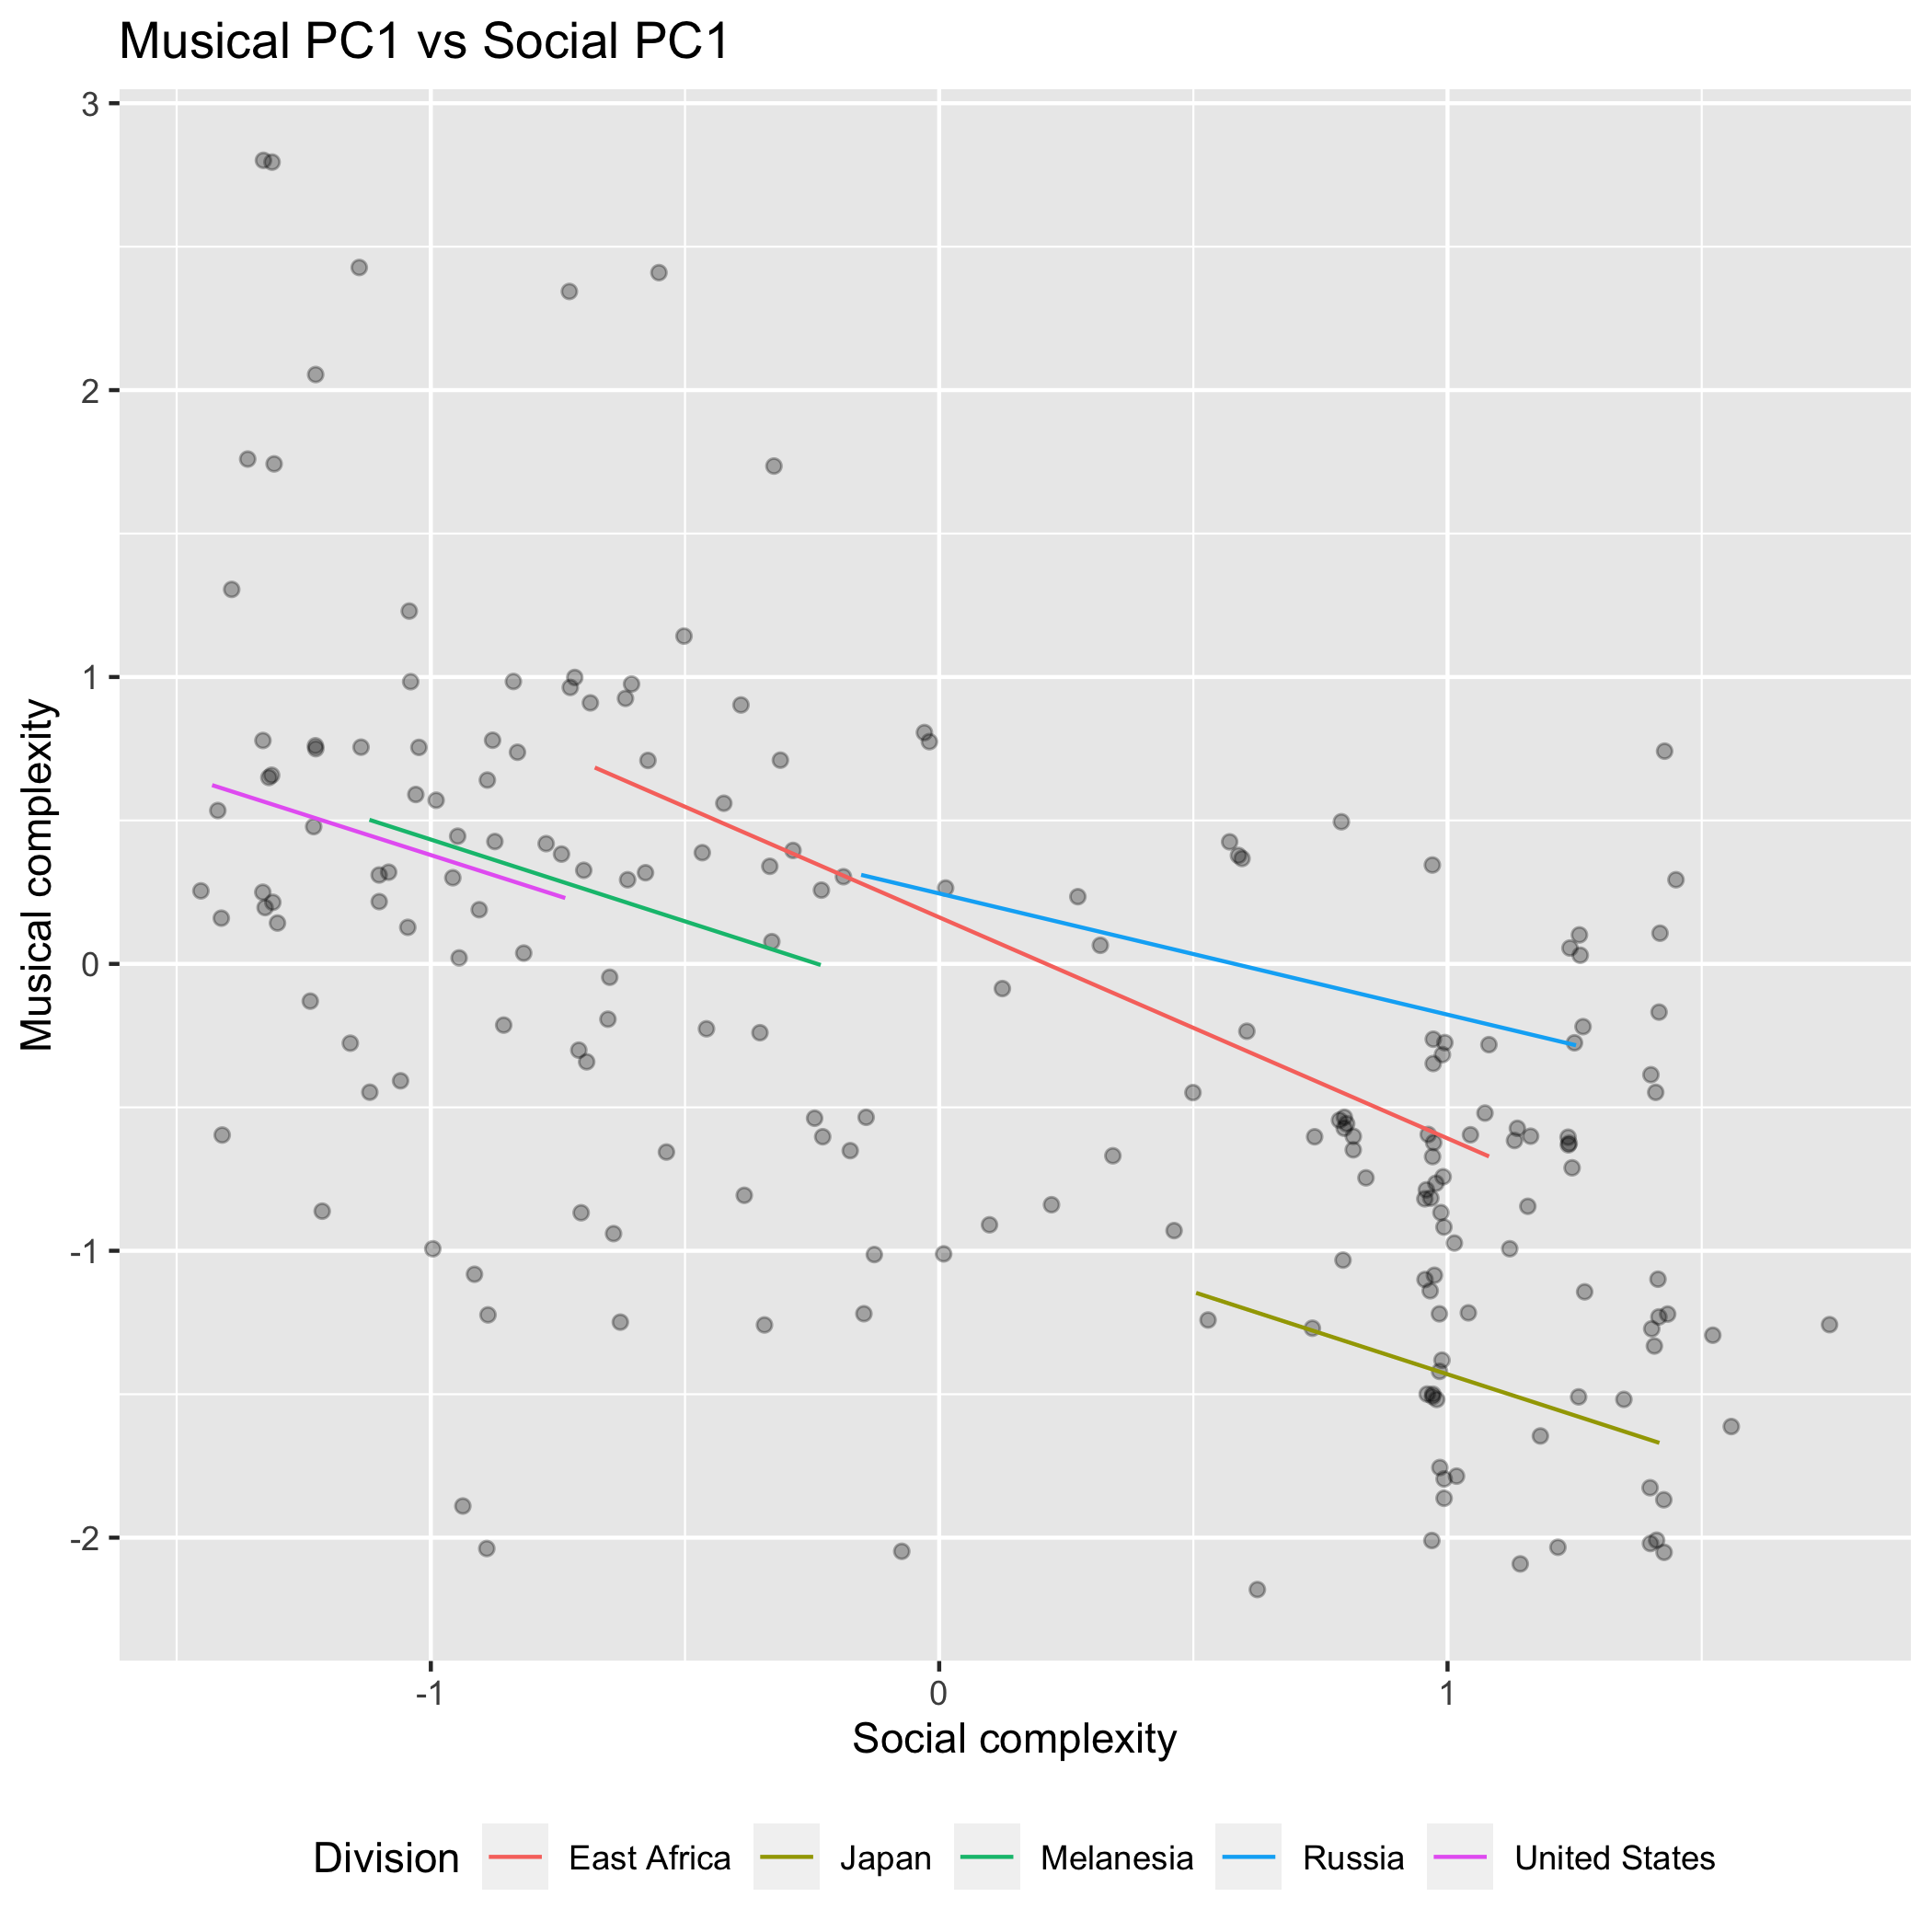 Musical PC1 vs Social PC1
3
2
1
0
-1
-2
Musical complexity
-1
0
1
Social complexity
Division
East Africa
Japan
Melanesia
Russia
United States